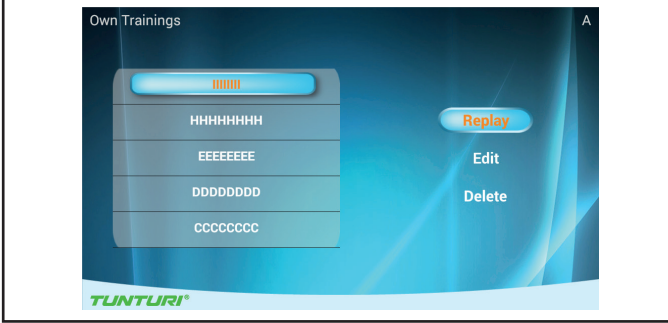 Own Trainings
A
IIIIIIII
HHHHHHHH
EEEEEEEE
DDDDDDDD
CCCCCCCC
Replay
Edit
Delete
TUNTURI®